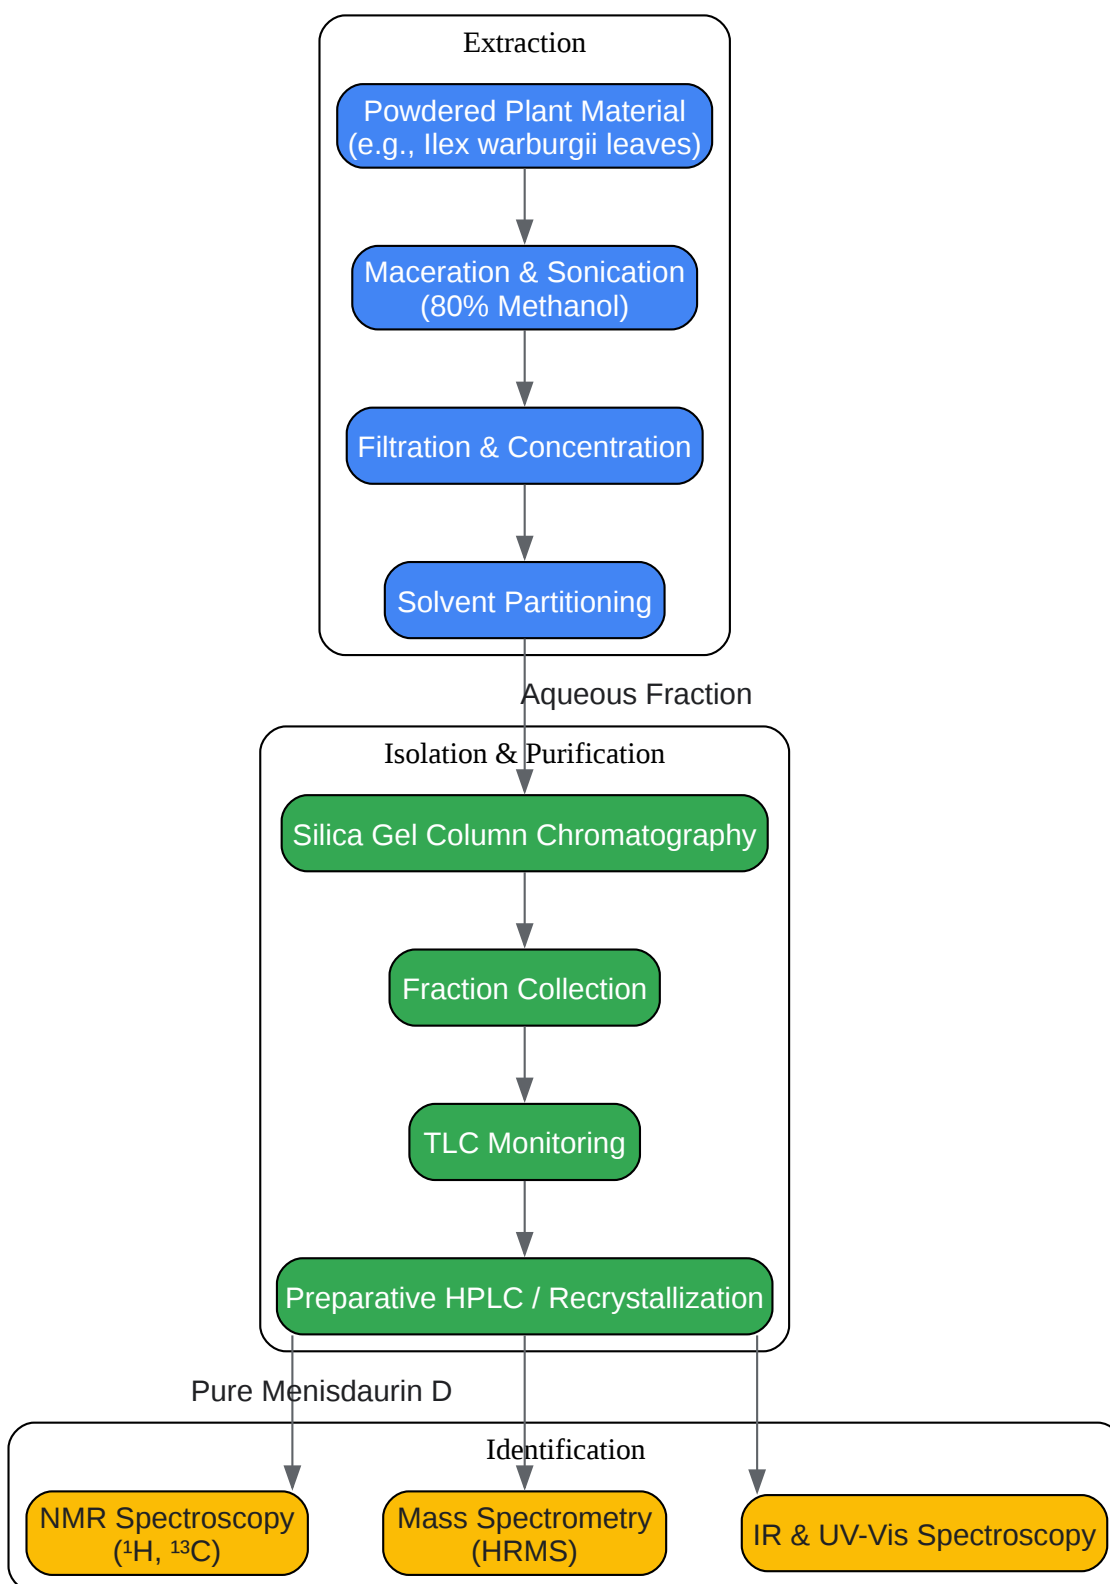 Extraction
Powdered Plant Material
(e.g., Ilex warburgii leaves)
Maceration & Sonication
(80% Methanol)
Filtration & Concentration
Solvent Partitioning
Aqueous Fraction
Isolation & Purification
Silica Gel Column Chromatography
Fraction Collection
TLC Monitoring
Preparative HPLC / Recrystallization
Pure Menisdaurin D
Identification
NMR Spectroscopy
(¹H, ¹³C)
Mass Spectrometry
(HRMS)
IR & UV-Vis Spectroscopy